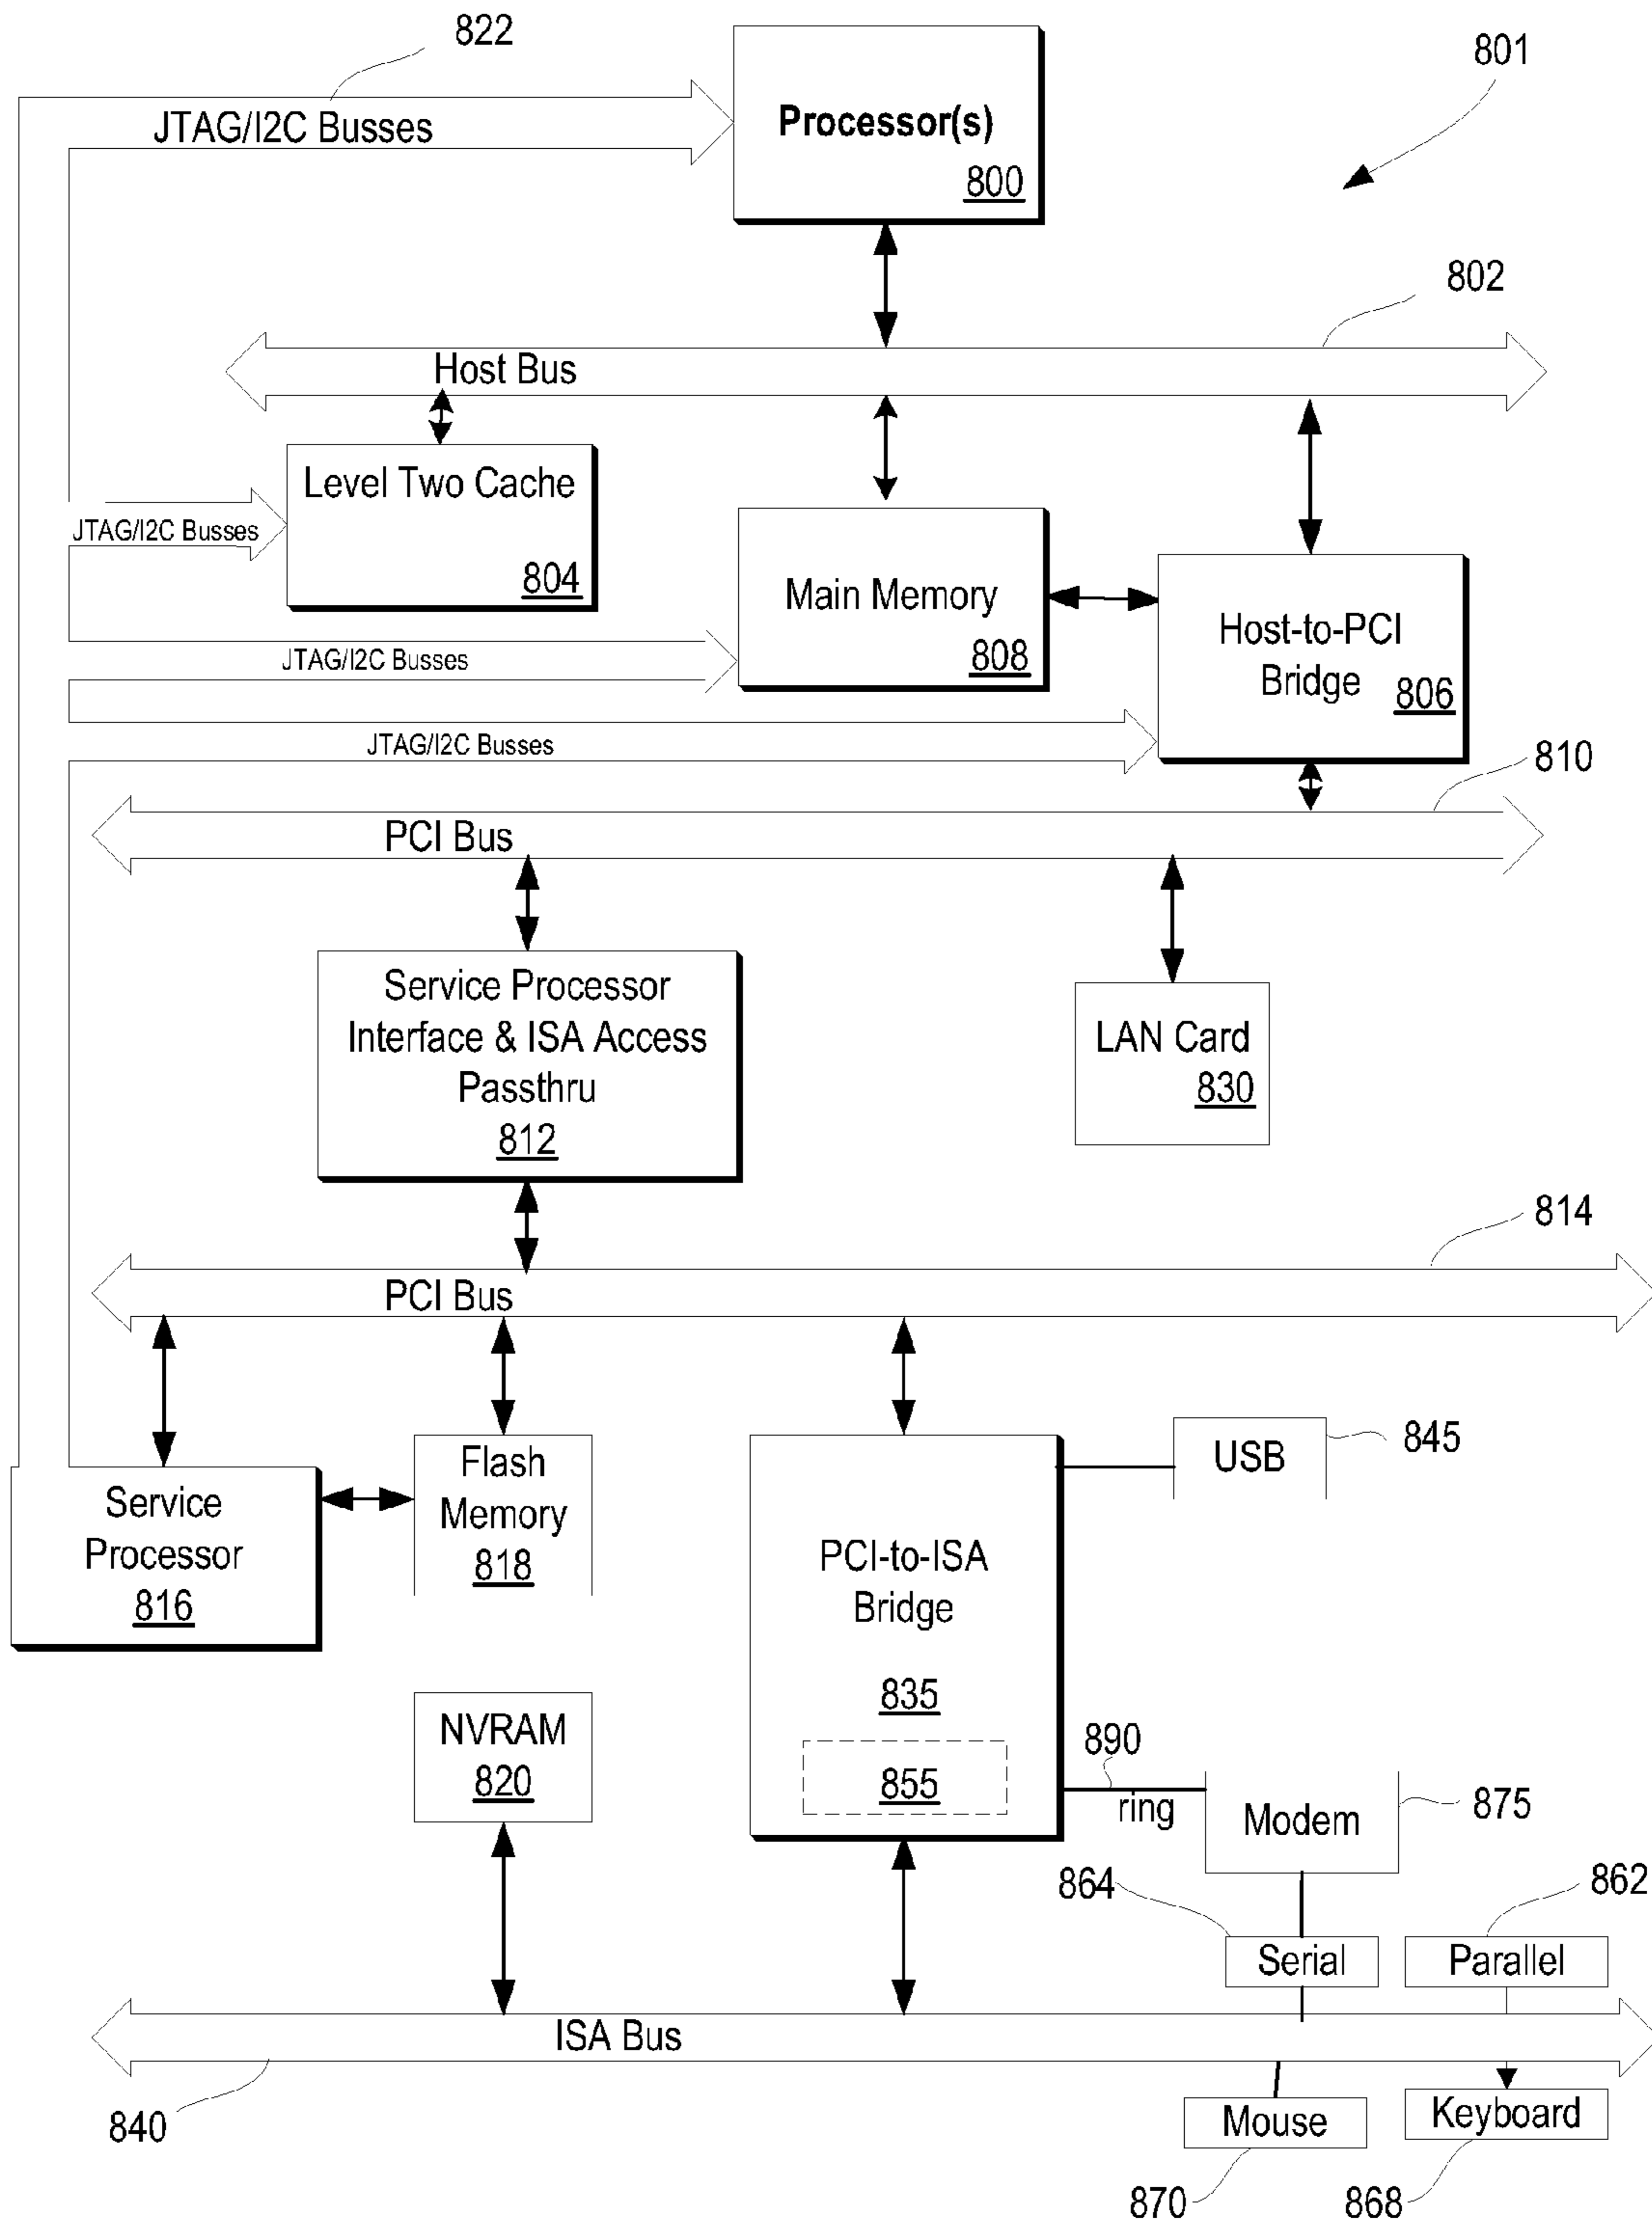 822
801
JTAG/I2C Busses
Processor(s)
800
802
Host Bus
Level Two Cache
804
JTAG/I2C Busses
Main Memory
808
Host-to-PCI
Bridge
806
JTAG/I2C Busses
JTAG/I2C Busses
810
PCI Bus
Service Processor
Interface & ISA Access
Passthru
812
LAN Card
830
814
PCI Bus
Service
Processor
816
Flash
Memory
818
USB
845
PCI-to-ISA
Bridge
835
855
NVRAM
820
890
ring
Modem
875
864
862
Serial
Parallel
ISA Bus
840
Mouse
Keyboard
870
868